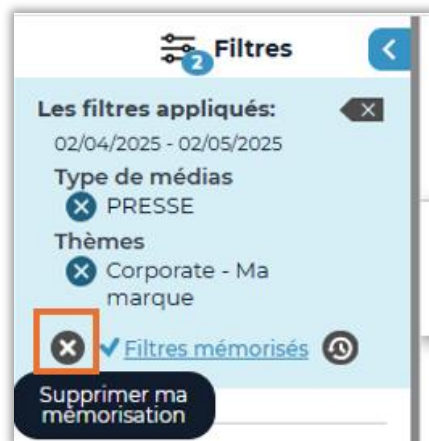 2 Filtres
Les filtres appliqués:
02/04/2025 - 02/05/2025
Type de médias
PRESSE
Thèmes
Corporate - Ma
marque
Filtres mémorisés
Supprimer ma
mémorisation